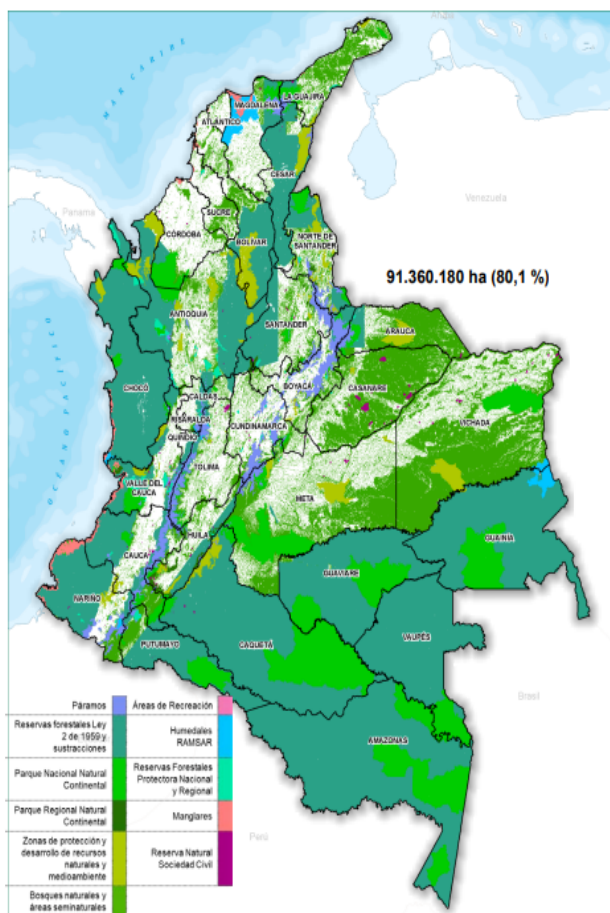 MAR CARIBE
Aruba
LA GUAJIRA
MAGDALENA
ATLÁNTICO
CESAR
Panamá
Venezuela
SUCRE
CÓRDOBA
BOLÍVAR
NORTE DE
SANTANDER
91.360.180 ha (80,1 %)
ANTIOQUIA
SANTANDER
ARAUCA
OCÉANO PACÍFICO
CHOCÓ
BOYACÁ
CASANARE
CALDAS
RISARALDA
CUNDINAMARCA
VICHADA
QUINDÍO
TOLIMA
VALLE DEL
CAUCA
META
HUILA
GUAINÍA
CAUCA
GUAVIARE
NARIÑO
VAUPÉS
PUTUMAYO
CAQUETÁ
Brasil
AMAZONAS
Perú
Páramos
Áreas de Recreación
Reservas forestales Ley
2 de 1959 y
sustracciones
Humedales
RAMSAR
Parque Nacional Natural
Continental
Reservas Forestales
Protectora Nacional
y Regional
Parque Regional Natural
Continental
Manglares
Zonas de protección y
desarrollo de recursos
naturales y
medioambiente
Reserva Natural
Sociedad Civil
Bosques naturales y
áreas seminaturales